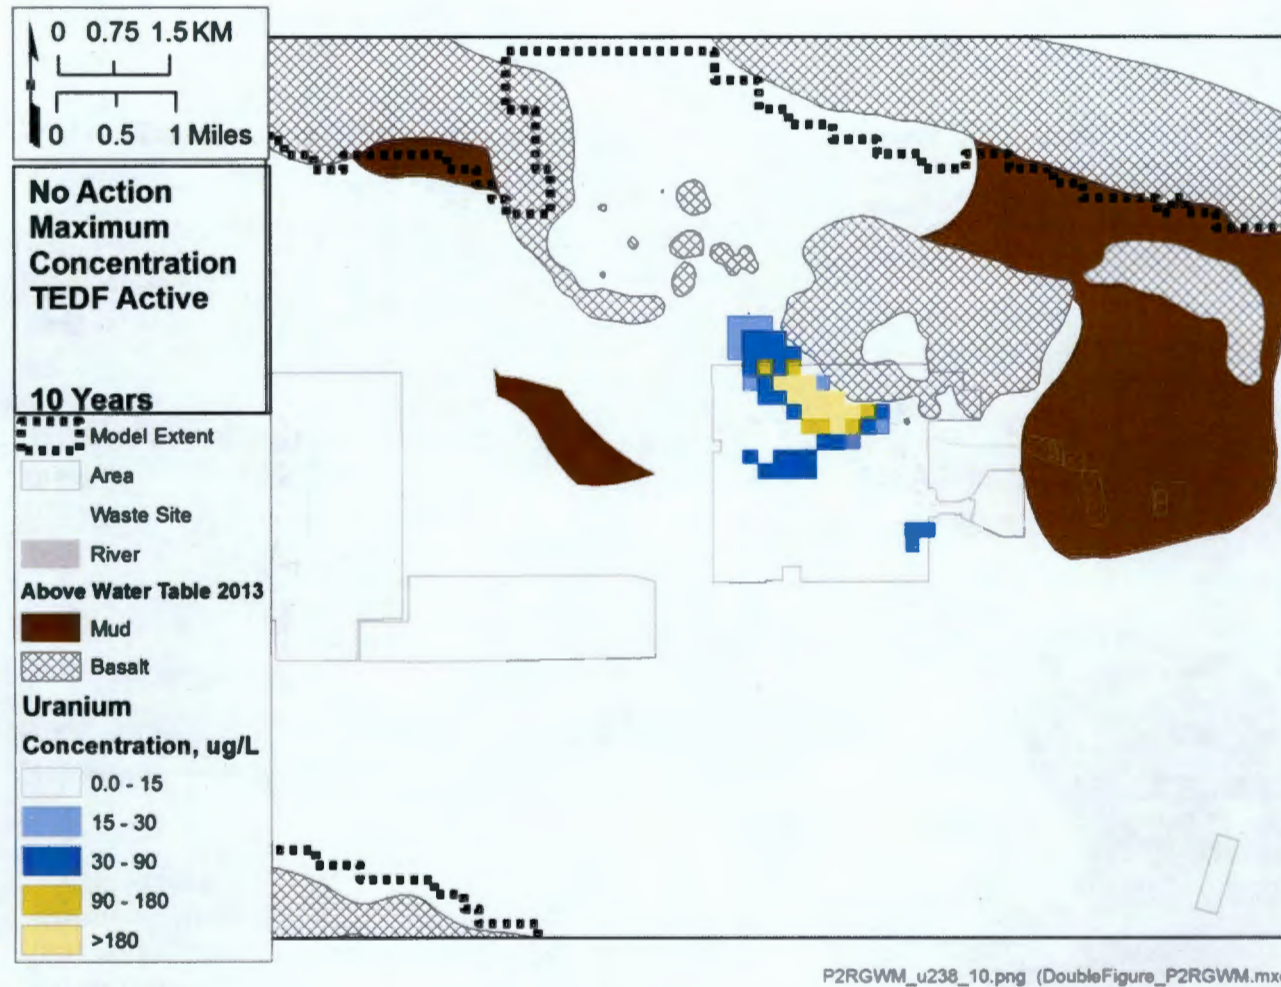 0 0.75 1.5 KM
0 0.5 1 Miles
No Action
Maximum
Concentration
TEDF Active
10 Years
Model Extent
Area
Waste Site
River
Above Water Table 2013
Mud
Basalt
Uranium
Concentration, ug/L
0.0 - 15
15 - 30
30 - 90
90 - 180
>180
P2RGWM_u238_10.png (DoubleFigure_P2RGWM.mx